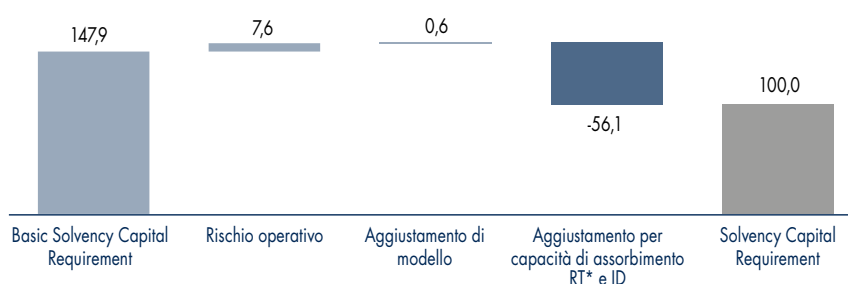 147,9
7,6
0,6
-56,1
100,0
Basic Solvency Capital
Requirement
Rischio operativo
Aggiustamento di
modello
Aggiustamento per
capacità di assorbimento
RT* e ID
Solvency Capital
Requirement